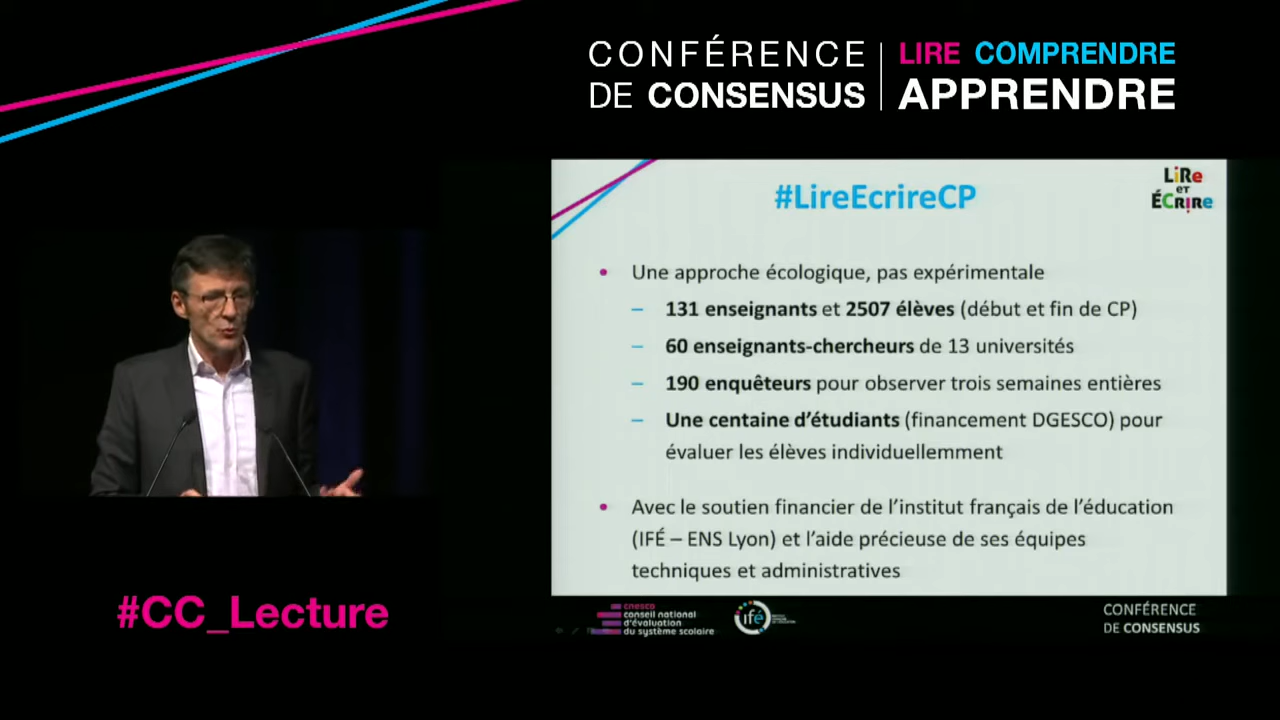 CONFÉRENCE
DE CONSENSUS
LIRE COMPRENDRE
APPRENDRE
#LireEcrireCP
LiRe
ET
ÉCRiRe
• Une approche écologique, pas expérimentale
– 131 enseignants et 2507 élèves (début et fin de CP)
– 60 enseignants-chercheurs de 13 universités
– 190 enquêteurs pour observer trois semaines entières
– Une centaine d’étudiants (financement DGESCO) pour
évaluer les élèves individuellemment
• Avec le soutien financier de l’institut français de l’éducation
(IFÉ – ENS Lyon) et l’aide précieuse de ses équipes
techniques et administratives
#CC_Lecture
cnesco
conseil national
d'évaluation
du système scolaire
ifé
CONFÉRENCE
DE CONSENSUS